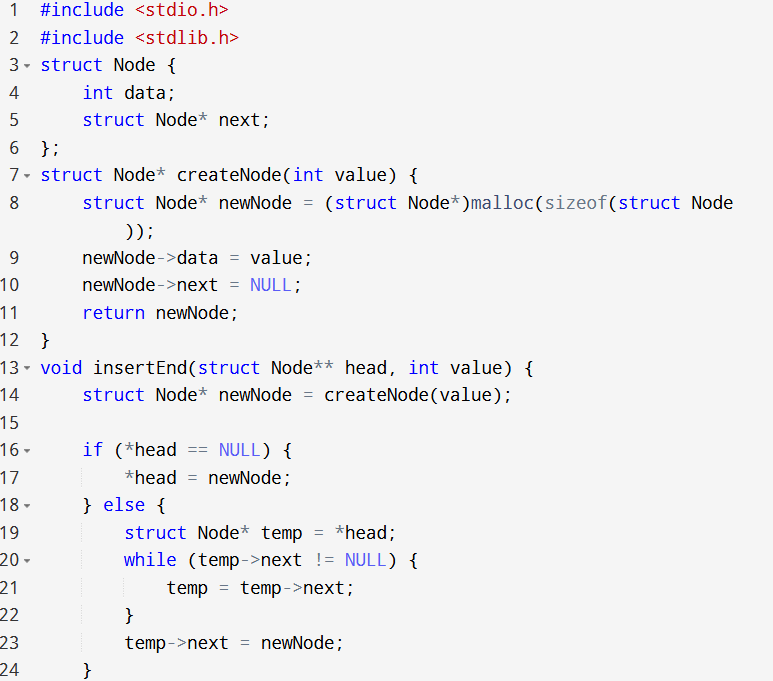 1 #include <stdio.h>
2 #include <stdlib.h>
3 struct Node {
4     int data;
5     struct Node* next;
6 };
7 struct Node* createNode(int value) {
8     struct Node* newNode = (struct Node*)malloc(sizeof(struct Node
        ));
9     newNode->data = value;
10     newNode->next = NULL;
11     return newNode;
12 }
13 void insertEnd(struct Node** head, int value) {
14     struct Node* newNode = createNode(value);
15
16     if (*head == NULL) {
17         *head = newNode;
18     } else {
19         struct Node* temp = *head;
20         while (temp->next != NULL) {
21             temp = temp->next;
22         }
23         temp->next = newNode;
24     }